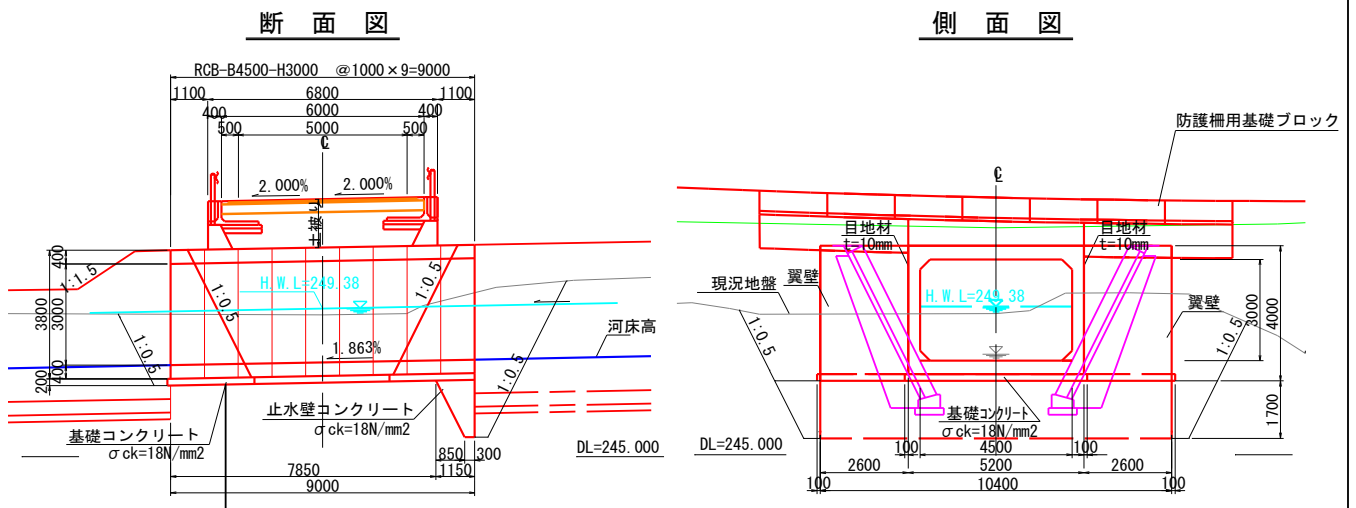 断 面 図
RCB-B4500-H3000 @1000×9=9000
1100 6800 1100
400 6000 400
500 5000 500
℄
2.000% 2.000%
土被り
400
1:1.5
1:0.5
H.W.L=249.38
1:0.5
3800
3000
河床高
1.863%
1:0.5
1:0.5
400
200
止水壁コンクリート
σck=18N/mm2
基礎コンクリート
σck=18N/mm2
850 300
DL=245.000
7850 1150
9000
側 面 図
防護柵用基礎ブロック
℄
目地材
t=10mm
目地材
t=10mm
現況地盤
翼壁
H.W.L=249.38
翼壁
3000
4000
1:0.5
1:0.5
基礎コンクリート
σck=18N/mm2
1700
DL=245.000
100 4500 100
2600 5200 2600
100 10400 100